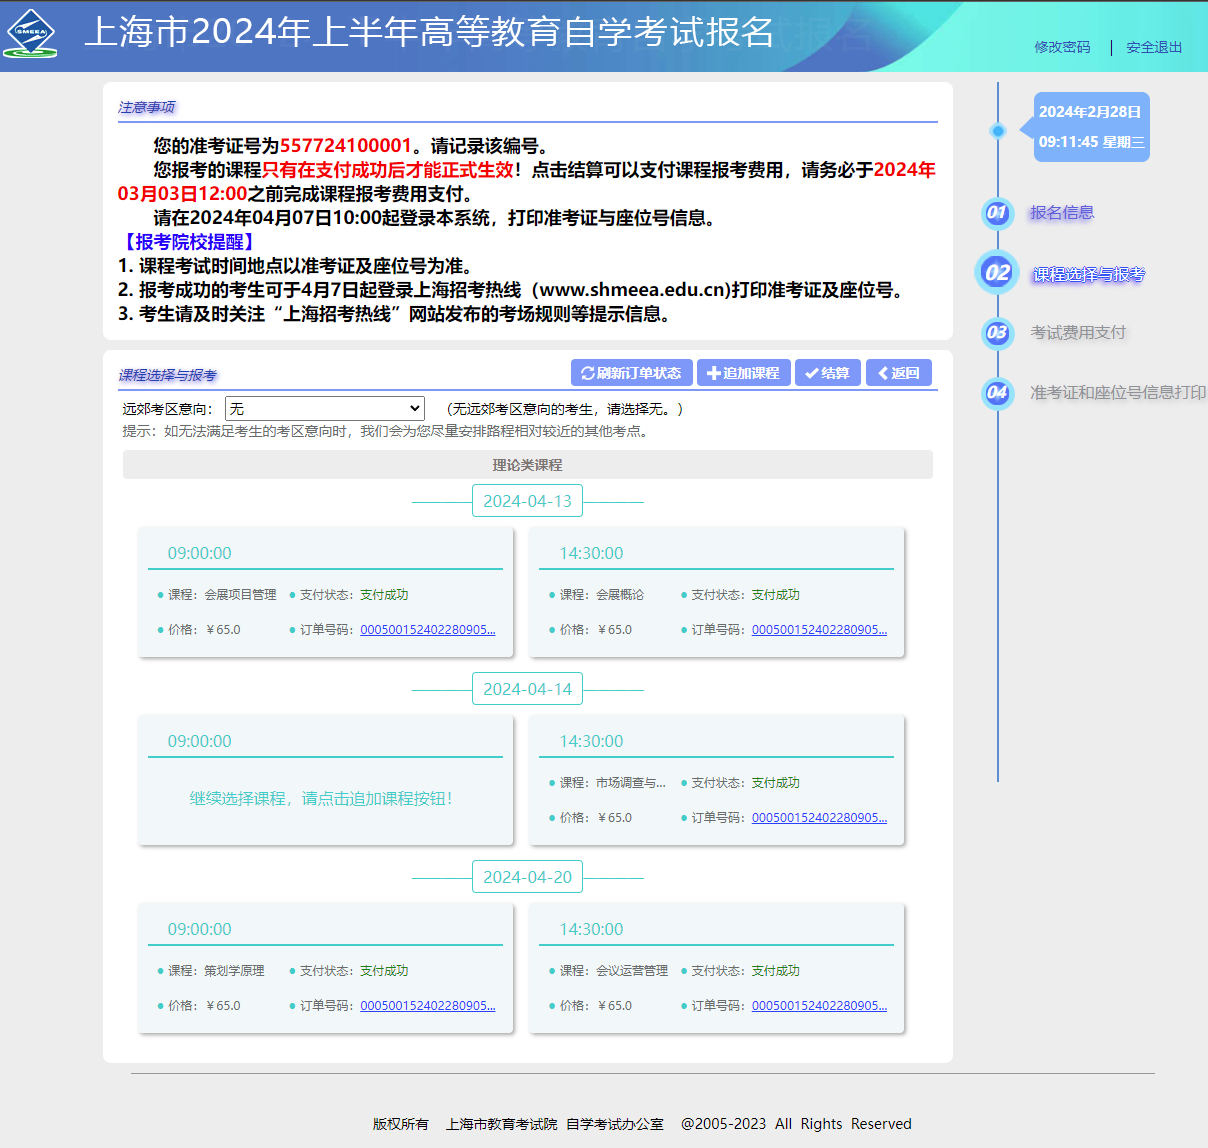 SMEEA
上海市2024年上半年高等教育自学考试报名
修改密码 | 安全退出
注意事项
您的准考证号为557724100001。请记录该编号。
您报考的课程只有在支付成功后才能正式生效！点击结算可以支付课程报考费用，请务必于2024年
03月03日12:00之前完成课程报考费用支付。
请在2024年04月07日10:00起登录本系统，打印准考证与座位号信息。
【报考院校提醒】
1. 课程考试时间地点以准考证及座位号为准。
2. 报考成功的考生可于4月7日起登录上海招考热线（www.shmeea.edu.cn)打印准考证及座位号。
3. 考生请及时关注“上海招考热线”网站发布的考场规则等提示信息。
2024年2月28日
09:11:45 星期三
01 报名信息
02 课程选择与报考
03 考试费用支付
04 准考证和座位号信息打印
课程选择与报考 刷新订单状态 追加课程 结算 返回
远郊考区意向： 无 （无远郊考区意向的考生，请选择无。）
提示：如无法满足考生的考区意向时，我们会为您尽量安排路程相对较近的其他考点。
理论类课程
2024-04-13
09:00:00
课程：会展项目管理 支付状态：支付成功
价格：￥65.0 订单号码：000500152402280905...
14:30:00
课程：会展概论 支付状态：支付成功
价格：￥65.0 订单号码：000500152402280905...
2024-04-14
09:00:00
继续选择课程，请点击追加课程按钮！
14:30:00
课程：市场调查与... 支付状态：支付成功
价格：￥65.0 订单号码：000500152402280905...
2024-04-20
09:00:00
课程：策划学原理 支付状态：支付成功
价格：￥65.0 订单号码：000500152402280905...
14:30:00
课程：会议运营管理 支付状态：支付成功
价格：￥65.0 订单号码：000500152402280905...
版权所有 上海市教育考试院 自学考试办公室 @2005-2023 All Rights Reserved